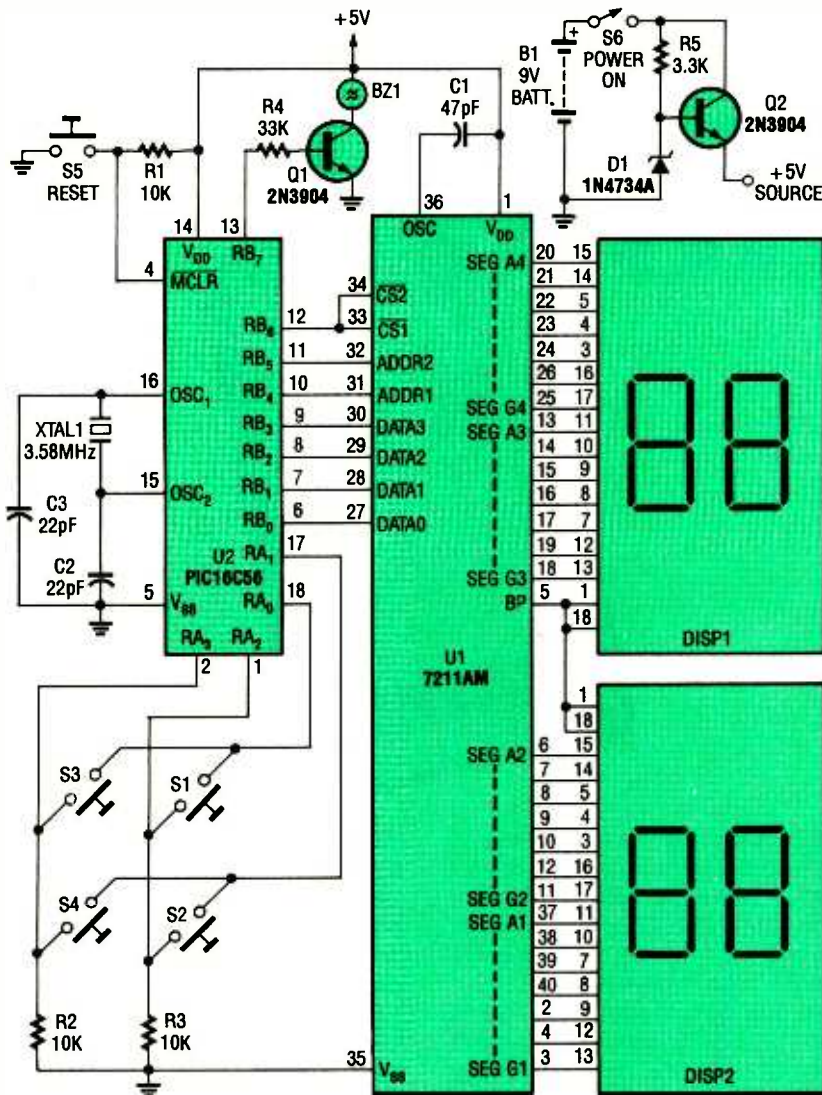 +5V
BZ1
R4
33K
Q1
2N3904
C1
47pF
S5
RESET
R1
10K
B1
9V
BATT.
+
S6
POWER
ON
R5
3.3K
Q2
2N3904
D1
1N4734A
+5V
SOURCE
14
13
VDD
RB7
4
MCLR
16
OSC1
XTAL1
3.58MHz
15
OSC2
C3
22pF
C2
22pF
5
VSS
U2
PIC16C56
RA3
RA2
2
1
RB6
12
RB5
11
RB4
10
RB3
9
RB2
8
RB1
7
RB0
6
RA1
17
RA0
18
36
1
OSC
VDD
34
CS2
33
CS1
32
ADDR2
31
ADDR1
30
DATA3
29
DATA2
28
DATA1
27
DATA0
U1
7211AM
35
VSS
SEG A4
20 15
21 14
22 5
23 4
24 3
26 16
SEG G4
25 17
SEG A3
13 11
14 10
15 9
16 8
17 7
19 12
SEG G3
18 13
BP
5 1
18
DISP1
1
18
SEG A2
6 15
7 14
8 5
9 4
10 3
12 16
SEG G2
11 17
SEG A1
37 11
38 10
39 7
40 8
2 9
4 12
SEG G1
3 13
DISP2
88
88
S3
S1
S4
S2
R2
10K
R3
10K